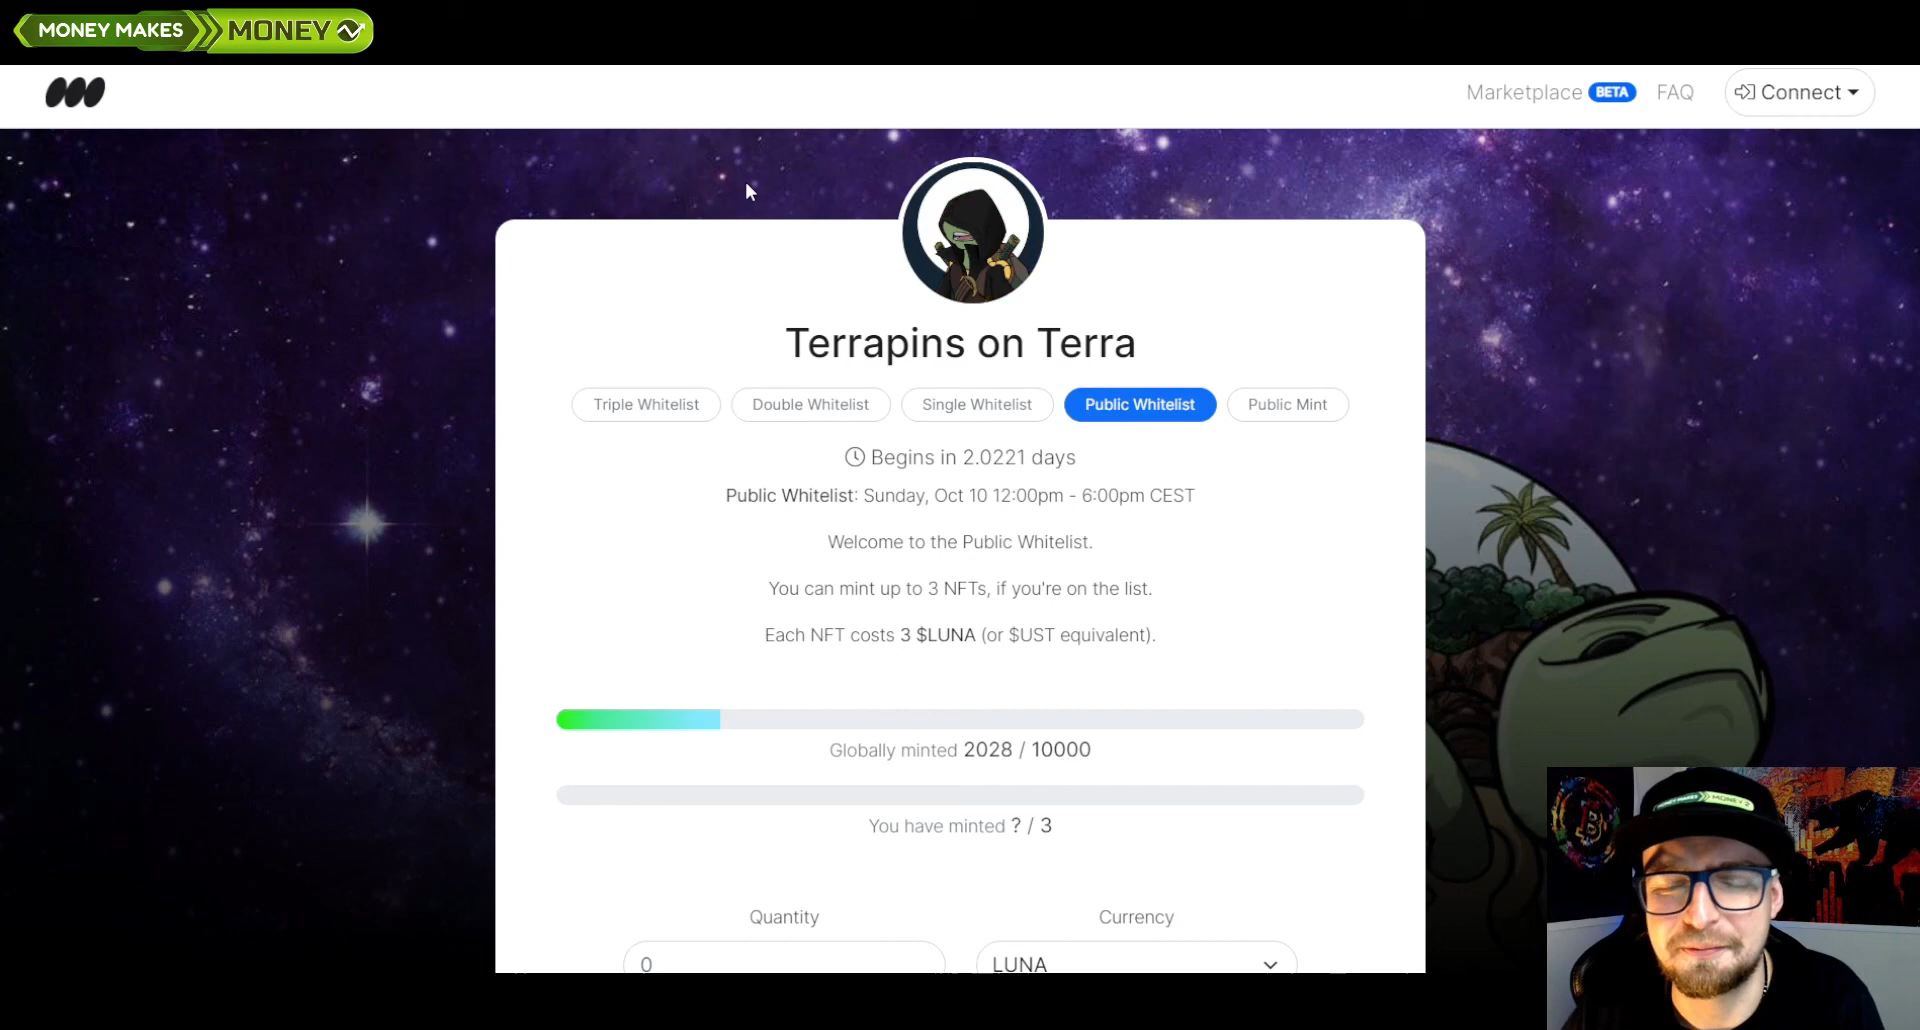 MONEY MAKES MONEY
Marketplace BETA FAQ Connect
Terrapins on Terra
Triple Whitelist Double Whitelist Single Whitelist Public Whitelist Public Mint
Begins in 2.0221 days
Public Whitelist: Sunday, Oct 10 12:00pm - 6:00pm CEST
Welcome to the Public Whitelist.
You can mint up to 3 NFTs, if you're on the list.
Each NFT costs 3 $LUNA (or $UST equivalent).
Globally minted 2028 / 10000
You have minted ? / 3
Quantity Currency
0 LUNA
MONEY MAKES MONEY